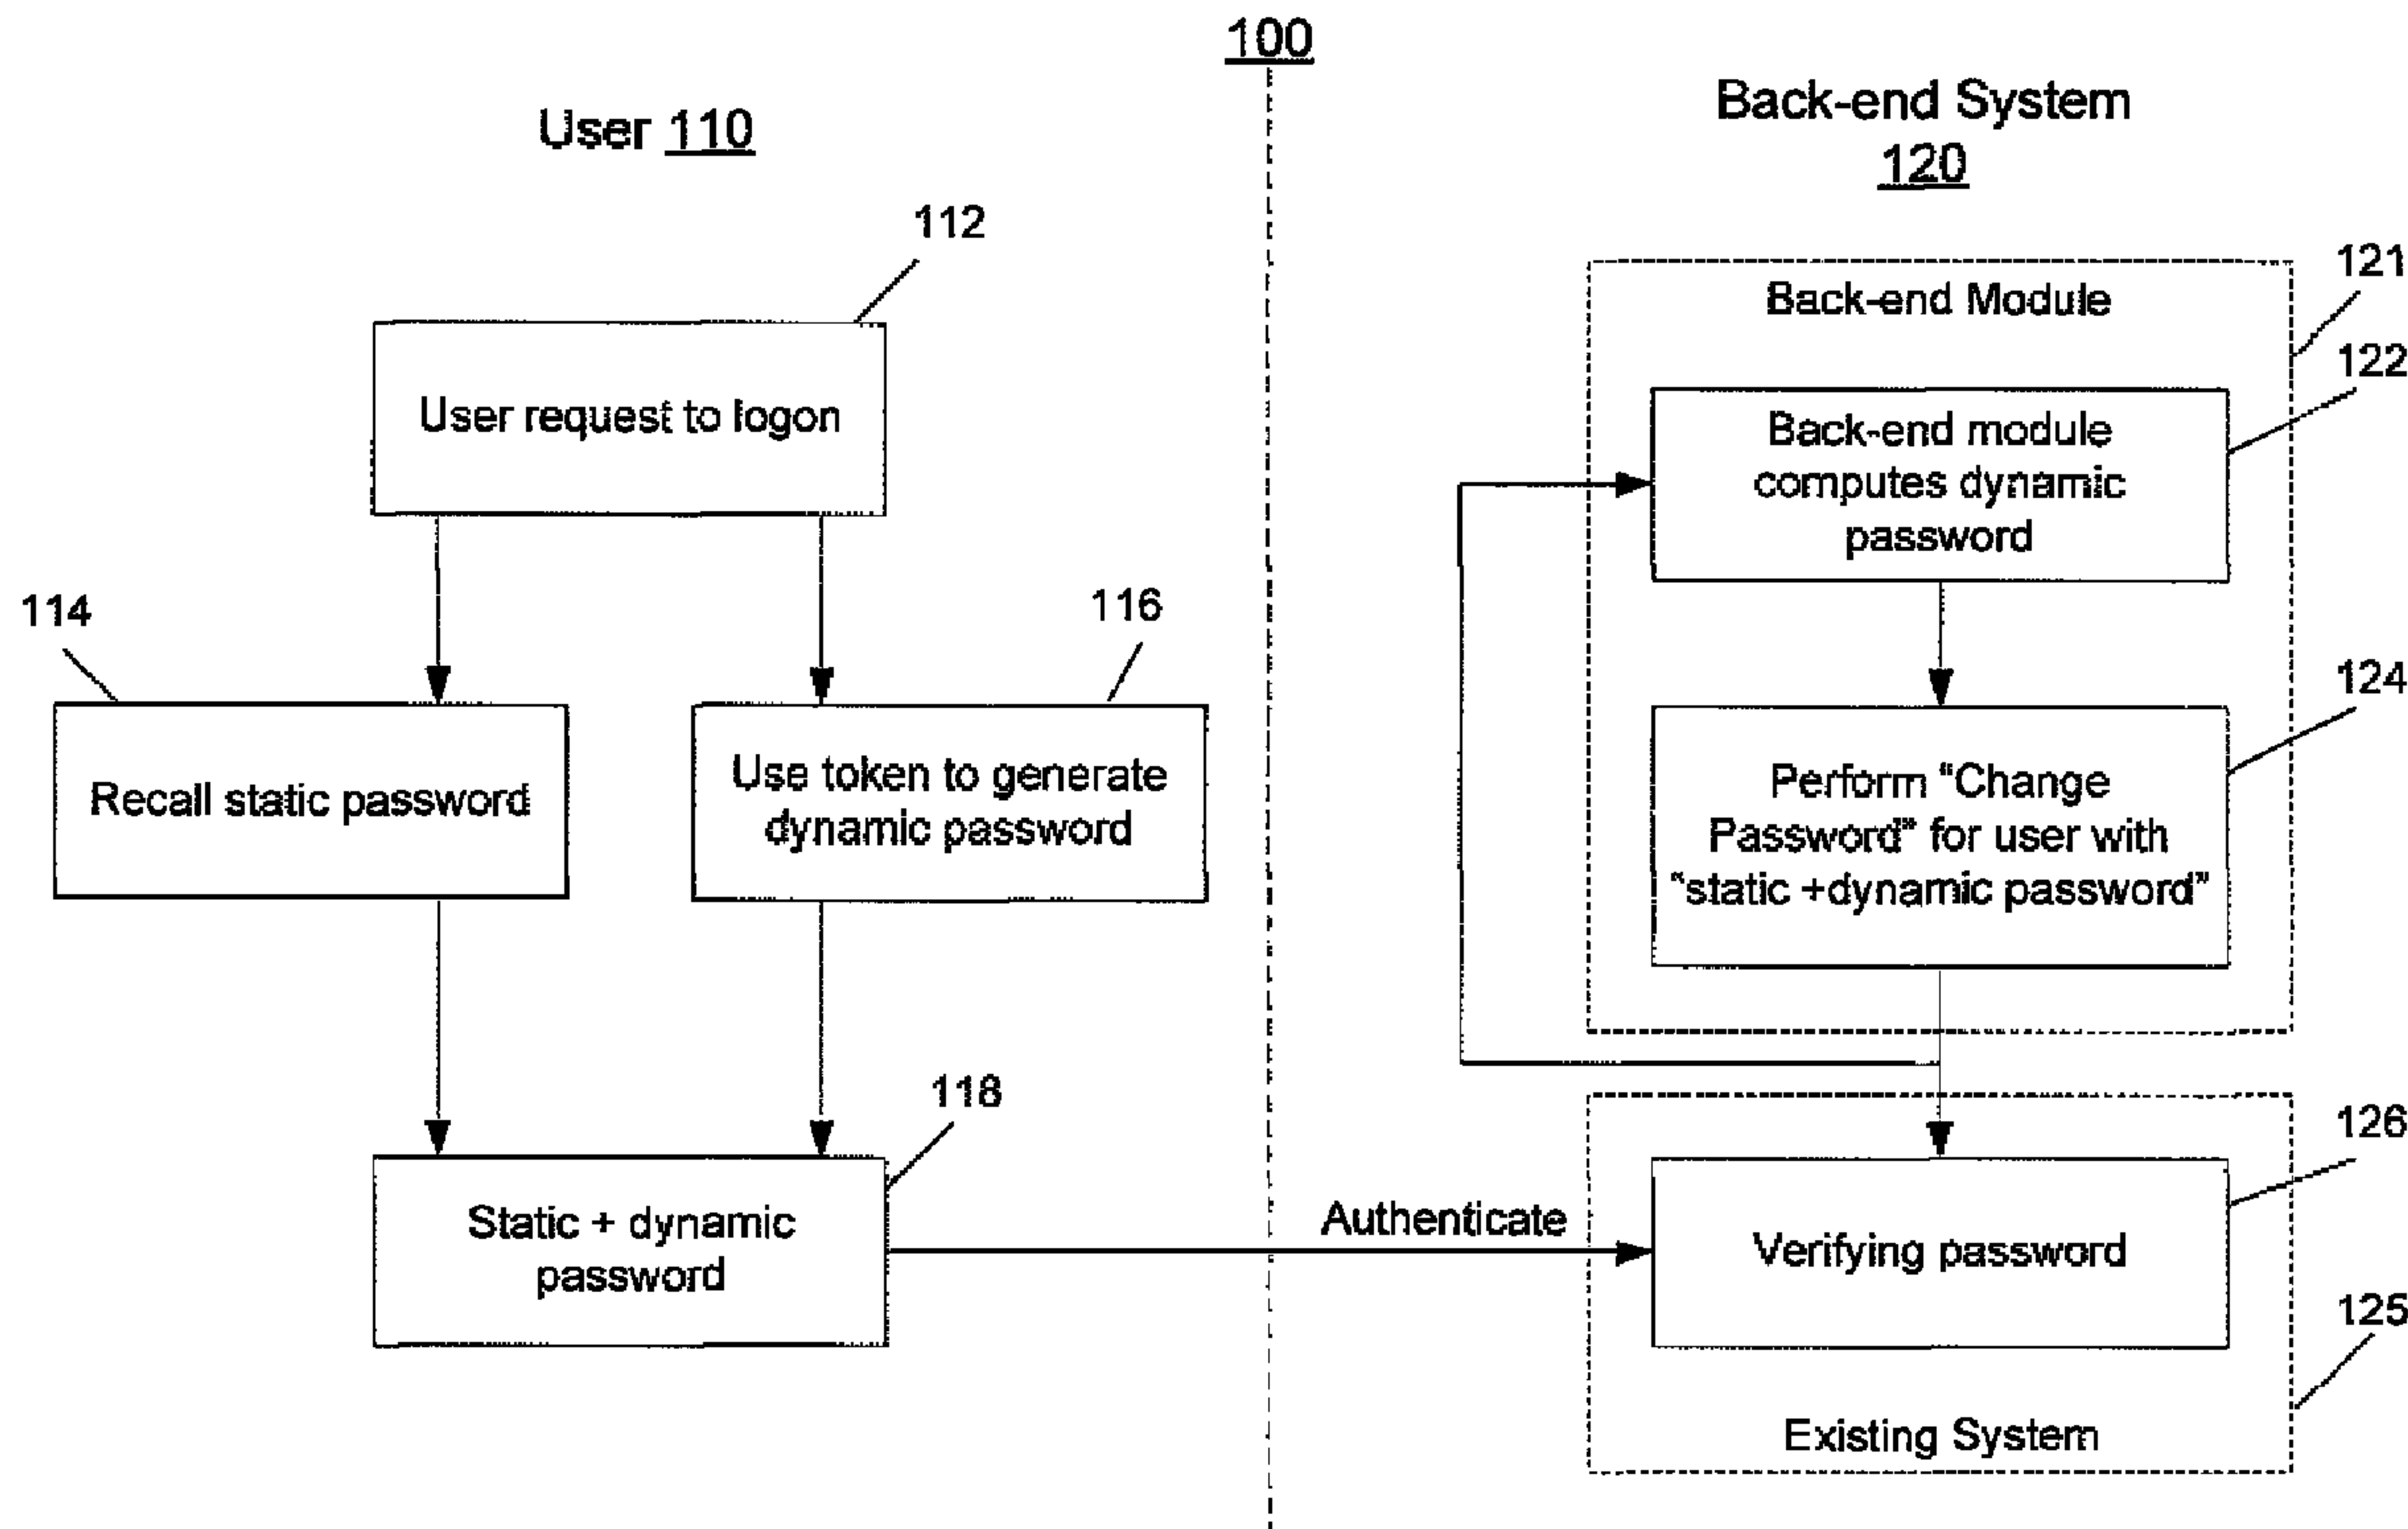 100
User 110
Back-end System
120
112
User request to logon
114
Recall static password
116
Use token to generate
dynamic password
118
Static + dynamic
password
Authenticate
121
Back-end Module
122
Back-end module
computes dynamic
password
124
Perform “Change
Password” for user with
“static +dynamic password”
126
Verifying password
125
Existing System